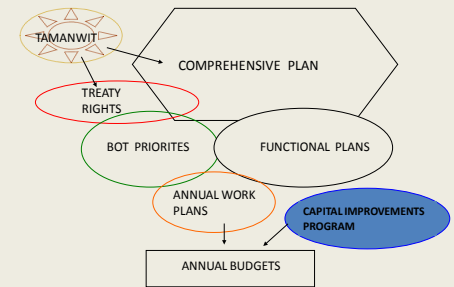 TAMANWIT
COMPREHENSIVE PLAN
TREATY
RIGHTS
BOT PRIORITES
FUNCTIONAL PLANS
ANNUAL WORK
PLANS
CAPITAL IMPROVEMENTS
PROGRAM
ANNUAL BUDGETS